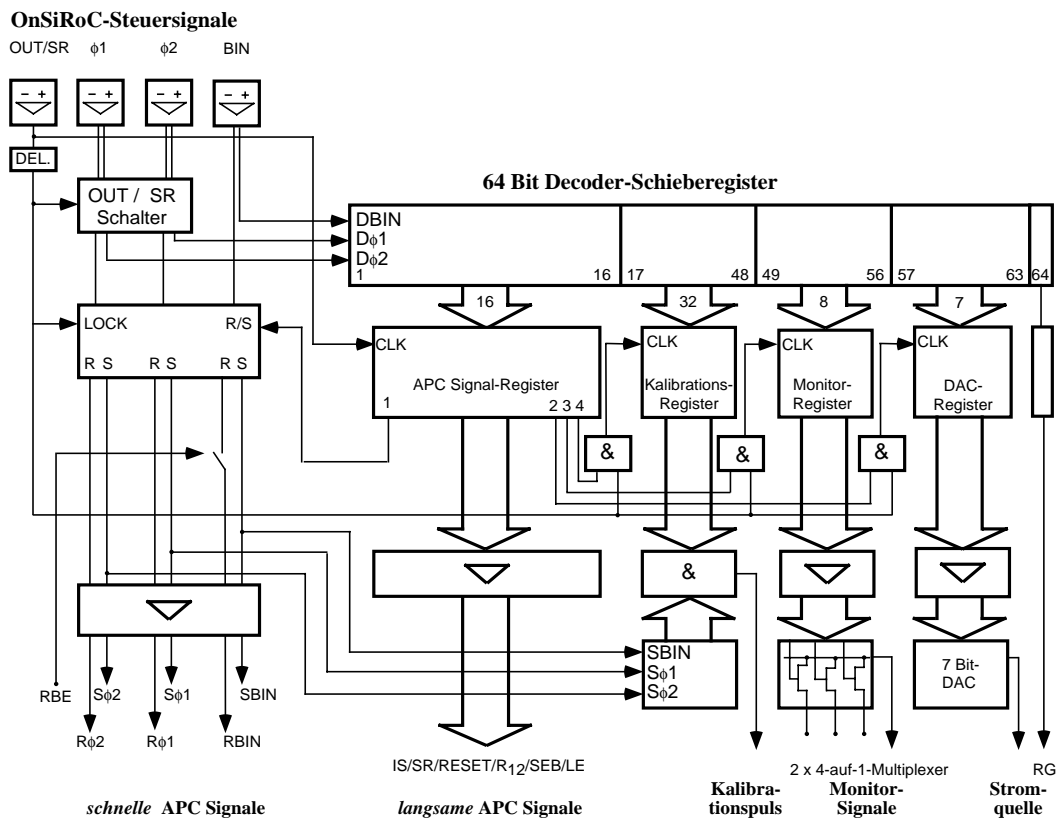 OnSiRoC-Steuersignale
OUT/SR ϕ1 ϕ2 BIN
− + − + − + − +
DEL.
OUT / SR
Schalter
64 Bit Decoder-Schieberegister
DBIN
Dϕ1
Dϕ2
1 16 17 48 49 56 57 63 64
16 32 8 7
LOCK R/S
R S R S R S
CLK
APC Signal-Register
1 2 3 4
CLK
Kalibrations-
Register
CLK
Monitor-
Register
CLK
DAC-
Register
& & &
&
SBIN
Sϕ1
Sϕ2
7 Bit-
DAC
RBE Sϕ2 Sϕ1 SBIN
Rϕ2 Rϕ1 RBIN
IS/SR/RESET/R12/SEB/LE
2 x 4-auf-1-Multiplexer
RG
schnelle APC Signale
langsame APC Signale
Kalibra-
tionspuls
Monitor-
Signale
Strom-
quelle